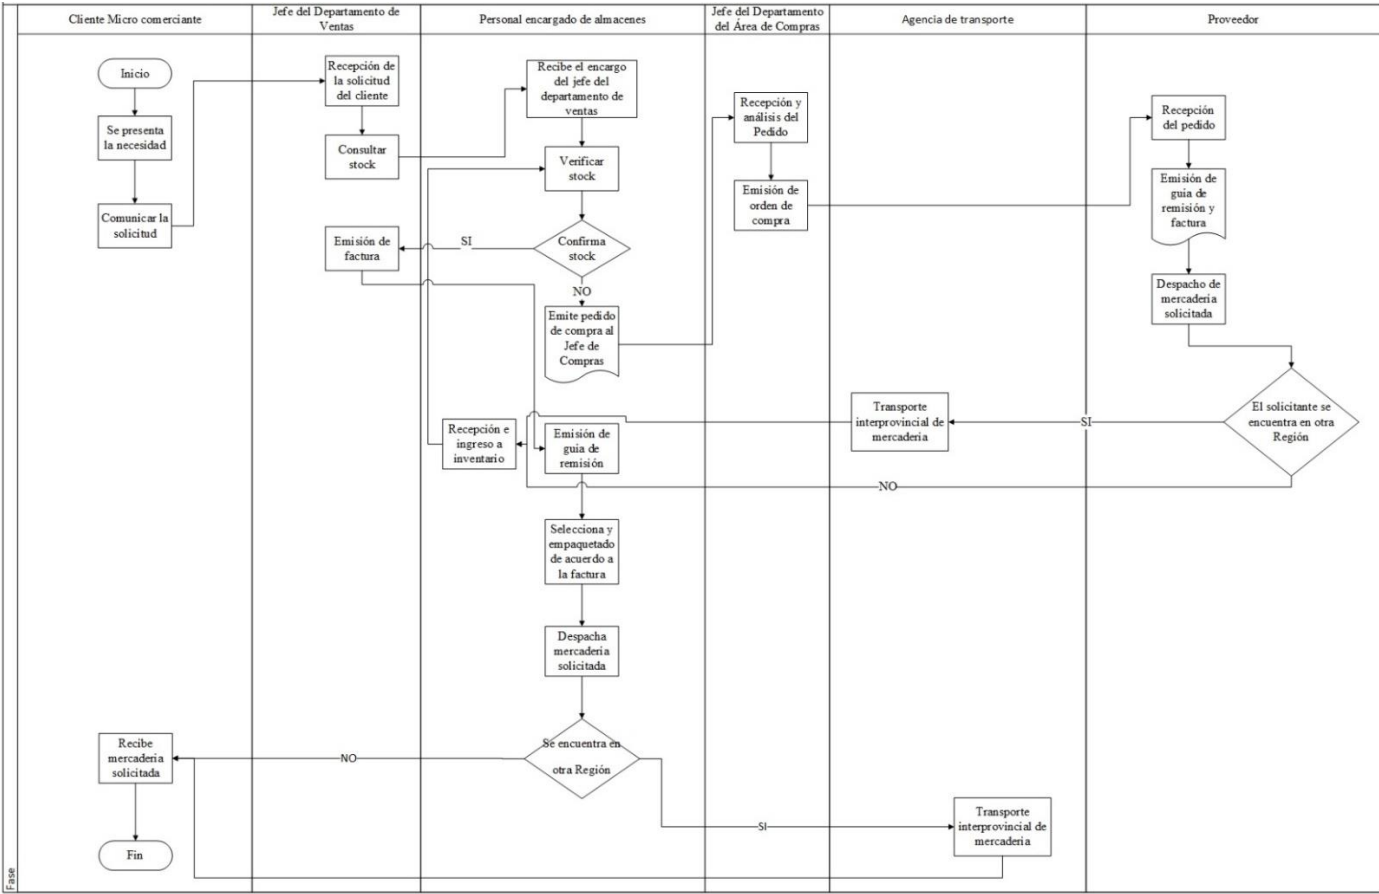 Cliente Micro comerciante
Jefe del Departamento de
Ventas
Personal encargado de almacenes
Jefe del Departamento
del Área de Compras
Agencia de transporte
Proveedor
Inicio
Se presenta
la necesidad
Comunicar la
solicitud
Recepción de
la solicitud
del cliente
Consultar
stock
Recibe el encargo
del jefe del
departamento de
ventas
Verificar
stock
Confirma
stock
SI
Emisión de
factura
NO
Emite pedido
de compra al
Jefe de
Compras
Recepción y
análisis del
Pedido
Emisión de
orden de
compra
Recepción
del pedido
Emisión de
guia de
remisión y
factura
Despacho de
mercadería
solicitada
El solicitante se
encuentra en otra
Región
SI
Transporte
interprovincial de
mercadería
NO
Recepción e
ingreso a
inventario
Emisión de
guia de
remisión
Selecciona y
empaquetado
de acuerdo a
la factura
Despacha
mercadería
solicitada
Se encuentra en
otra Región
NO
SI
Transporte
interprovincial de
mercadería
Recibe
mercadería
solicitada
Fin
Fase